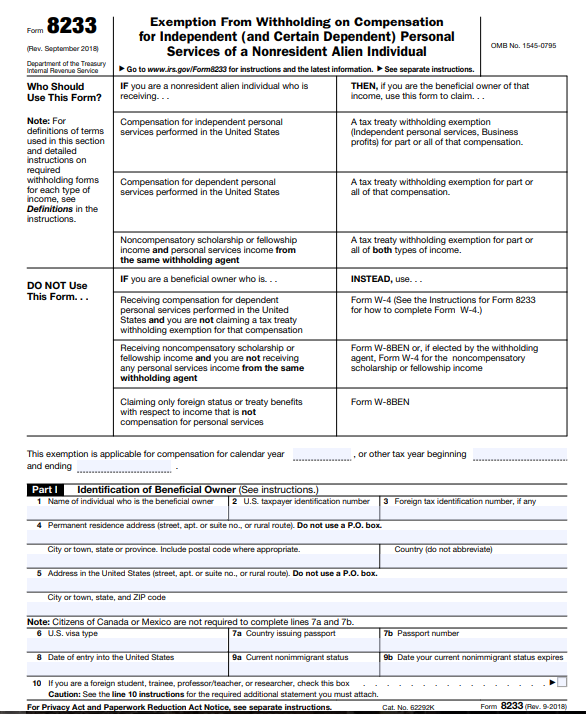 Form 8233
(Rev. September 2018)
Department of the Treasury
Internal Revenue Service
Exemption From Withholding on Compensation
for Independent (and Certain Dependent) Personal
Services of a Nonresident Alien Individual
▶ Go to www.irs.gov/Form8233 for instructions and the latest information. ▶ See separate instructions.
OMB No. 1545-0795
Who Should
Use This Form?
Note: For
definitions of terms
used in this section
and detailed
instructions on
required
withholding forms
for each type of
income, see
Definitions in the
instructions.
IF you are a nonresident alien individual who is
receiving. . .
THEN, if you are the beneficial owner of that
income, use this form to claim. . .
Compensation for independent personal
services performed in the United States
A tax treaty withholding exemption
(Independent personal services, Business
profits) for part or all of that compensation.
Compensation for dependent personal
services performed in the United States
A tax treaty withholding exemption for part or
all of that compensation.
Noncompensatory scholarship or fellowship
income and personal services income from
the same withholding agent
A tax treaty withholding exemption for part or
all of both types of income.
DO NOT Use
This Form. . .
IF you are a beneficial owner who is. . .
INSTEAD, use. . .
Receiving compensation for dependent
personal services performed in the United
States and you are not claiming a tax treaty
withholding exemption for that compensation
Form W-4 (See the Instructions for Form 8233
for how to complete Form W-4.)
Receiving noncompensatory scholarship or
fellowship income and you are not receiving
any personal services income from the same
withholding agent
Form W-8BEN or, if elected by the withholding
agent, Form W-4 for the noncompensatory
scholarship or fellowship income
Claiming only foreign status or treaty benefits
with respect to income that is not
compensation for personal services
Form W-8BEN
This exemption is applicable for compensation for calendar year , or other tax year beginning
and ending .
Part I Identification of Beneficial Owner (See instructions.)
1 Name of individual who is the beneficial owner
2 U.S. taxpayer identification number
3 Foreign tax identification number, if any
4 Permanent residence address (street, apt. or suite no., or rural route). Do not use a P.O. box.
City or town, state or province. Include postal code where appropriate.
Country (do not abbreviate)
5 Address in the United States (street, apt. or suite no., or rural route). Do not use a P.O. box.
City or town, state, and ZIP code
Note: Citizens of Canada or Mexico are not required to complete lines 7a and 7b.
6 U.S. visa type
7a Country issuing passport
7b Passport number
8 Date of entry into the United States
9a Current nonimmigrant status
9b Date your current nonimmigrant status expires
10 If you are a foreign student, trainee, professor/teacher, or researcher, check this box . . . . . . . . . . . . ▶
Caution: See the line 10 instructions for the required additional statement you must attach.
For Privacy Act and Paperwork Reduction Act Notice, see separate instructions. Cat. No. 62292K Form 8233 (Rev. 9-2018)